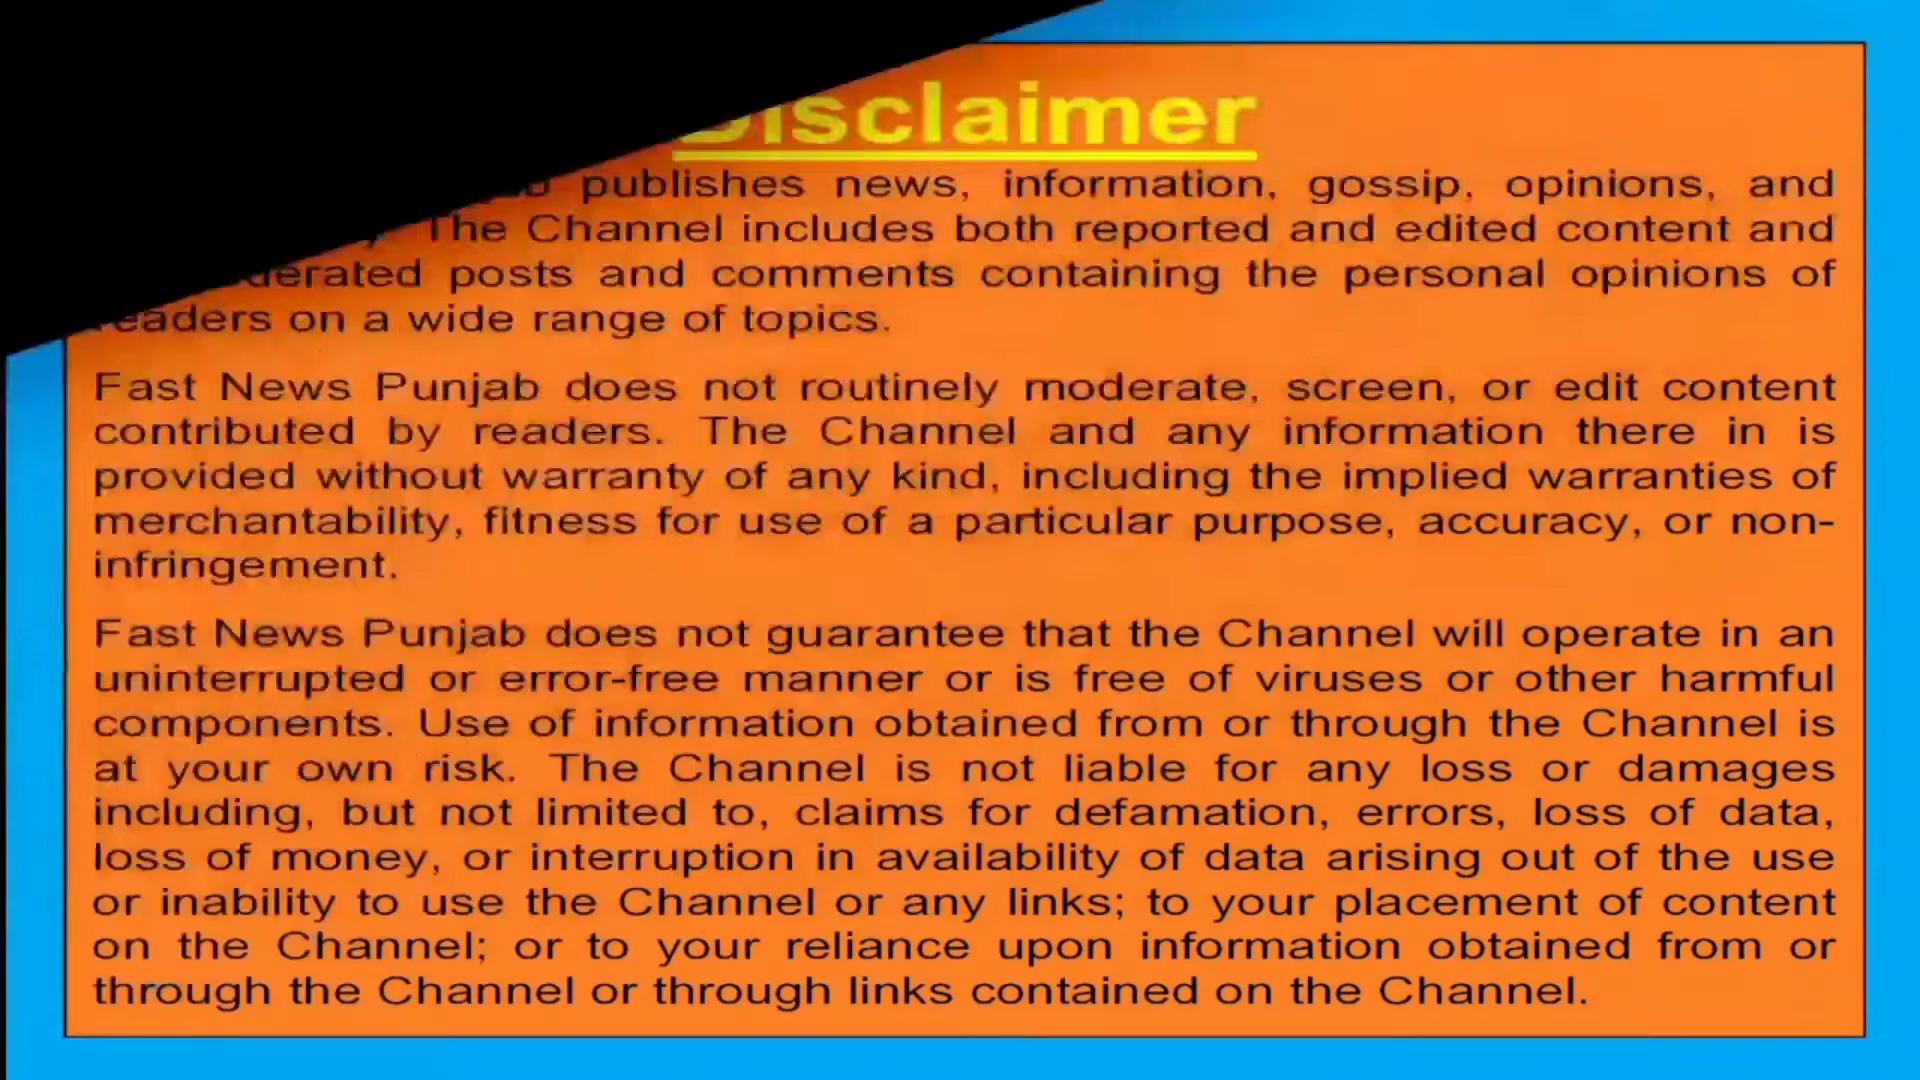 Disclaimer
publishes news, information, gossip, opinions, and
The Channel includes both reported and edited content and
posts and comments containing the personal opinions of
readers on a wide range of topics.
Fast News Punjab does not routinely moderate, screen, or edit content
contributed by readers. The Channel and any information there in is
provided without warranty of any kind, including the implied warranties of
merchantability, fitness for use of a particular purpose, accuracy, or non-
infringement.
Fast News Punjab does not guarantee that the Channel will operate in an
uninterrupted or error-free manner or is free of viruses or other harmful
components. Use of information obtained from or through the Channel is
at your own risk. The Channel is not liable for any loss or damages
including, but not limited to, claims for defamation, errors, loss of data,
loss of money, or interruption in availability of data arising out of the use
or inability to use the Channel or any links; to your placement of content
on the Channel; or to your reliance upon information obtained from or
through the Channel or through links contained on the Channel.